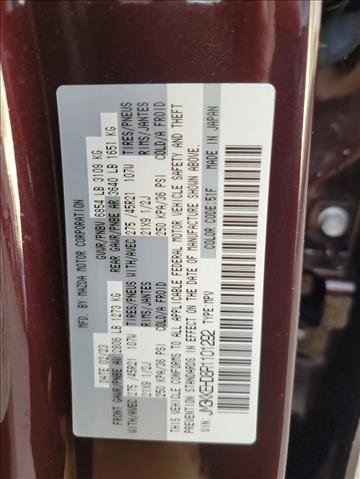 MFD. BY MAZDA MOTOR CORPORATION
DATE: 02/23 GVWR/PNBV 6854 LB 3109 KG
FRONT GAWR/PNBE AV 2806 LB 1273 KG REAR GAWR/PNBE AR 3640 LB 1651 KG
WITH/AVEC 275 /45R21 107W TIRES/PNEUS WITH/AVEC 275 /45R21 107W TIRES/PNEUS
21X9 1/2J RIMS/JANTES 21X9 1/2J RIMS/JANTES
250 KPA/36 PSI COLD/A FROID 250 KPA/36 PSI COLD/A FROID
THIS VEHICLE CONFORMS TO ALL APPLICABLE FEDERAL MOTOR VEHICLE SAFETY AND THEFT
PREVENTION STANDARDS IN EFFECT ON THE DATE OF MANUFACTURE SHOWN ABOVE.
COLOR CODE:51F MADE IN JAPAN
VIN: JM3KKEHD8P1101292 TYPE:MPV